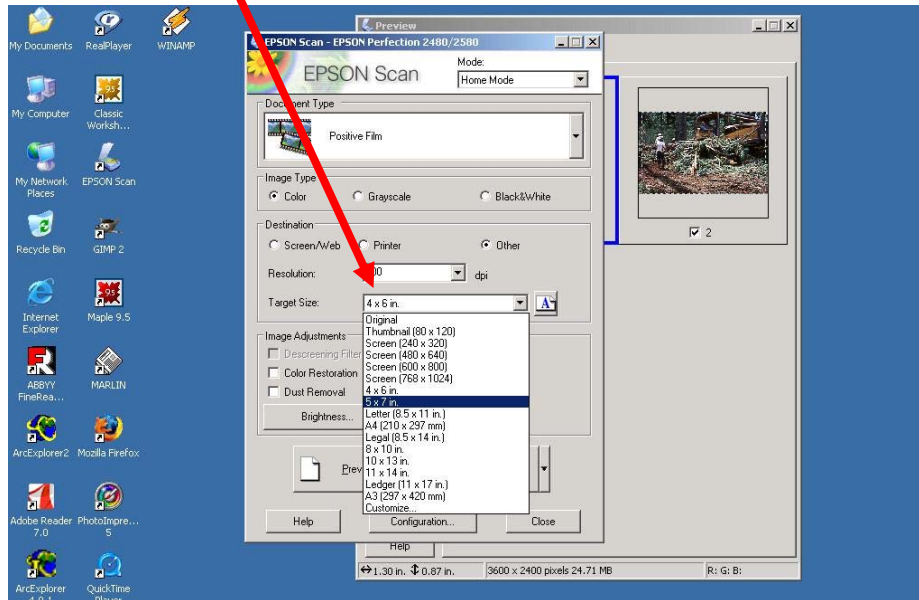 My Documents
RealPlayer
WINAMP
My Computer
Classic
Worksh...
My Network
Places
EPSON Scan
Recycle Bin
GIMP 2
Internet
Explorer
Maple 9.5
ABBYY
FineRea...
MARLIN
ArcExplorer2
Mozilla Firefox
Adobe Reader
7.0
PhotoImpre...
5
ArcExplorer
QuickTime
Player
Preview
EPSON Scan - EPSON Perfection 2480/2580
EPSON Scan
Mode:
Home Mode
Document Type
Positive Film
Image Type
Color
Grayscale
Black&White
Destination
Screen/Web
Printer
Other
Resolution:
dpi
Target Size:
4 x 6 in.
A
Original
Thumbnail (80 x 120)
Screen (240 x 320)
Screen (480 x 640)
Screen (600 x 800)
Screen (768 x 1024)
4 x 6 in.
5 x 7 in.
Letter (8.5 x 11 in.)
A4 (210 x 297 mm)
Legal (8.5 x 14 in.)
8 x 10 in.
10 x 13 in.
11 x 14 in.
Ledger (11 x 17 in.)
A3 (297 x 420 mm)
Customize...
Image Adjustments
Descreening Filter
Color Restoration
Dust Removal
Brightness...
Prev
Help
Configuration...
Close
2
Help
1.30 in. 0.87 in.
3600 x 2400 pixels 24.71 MB
R: G: B: